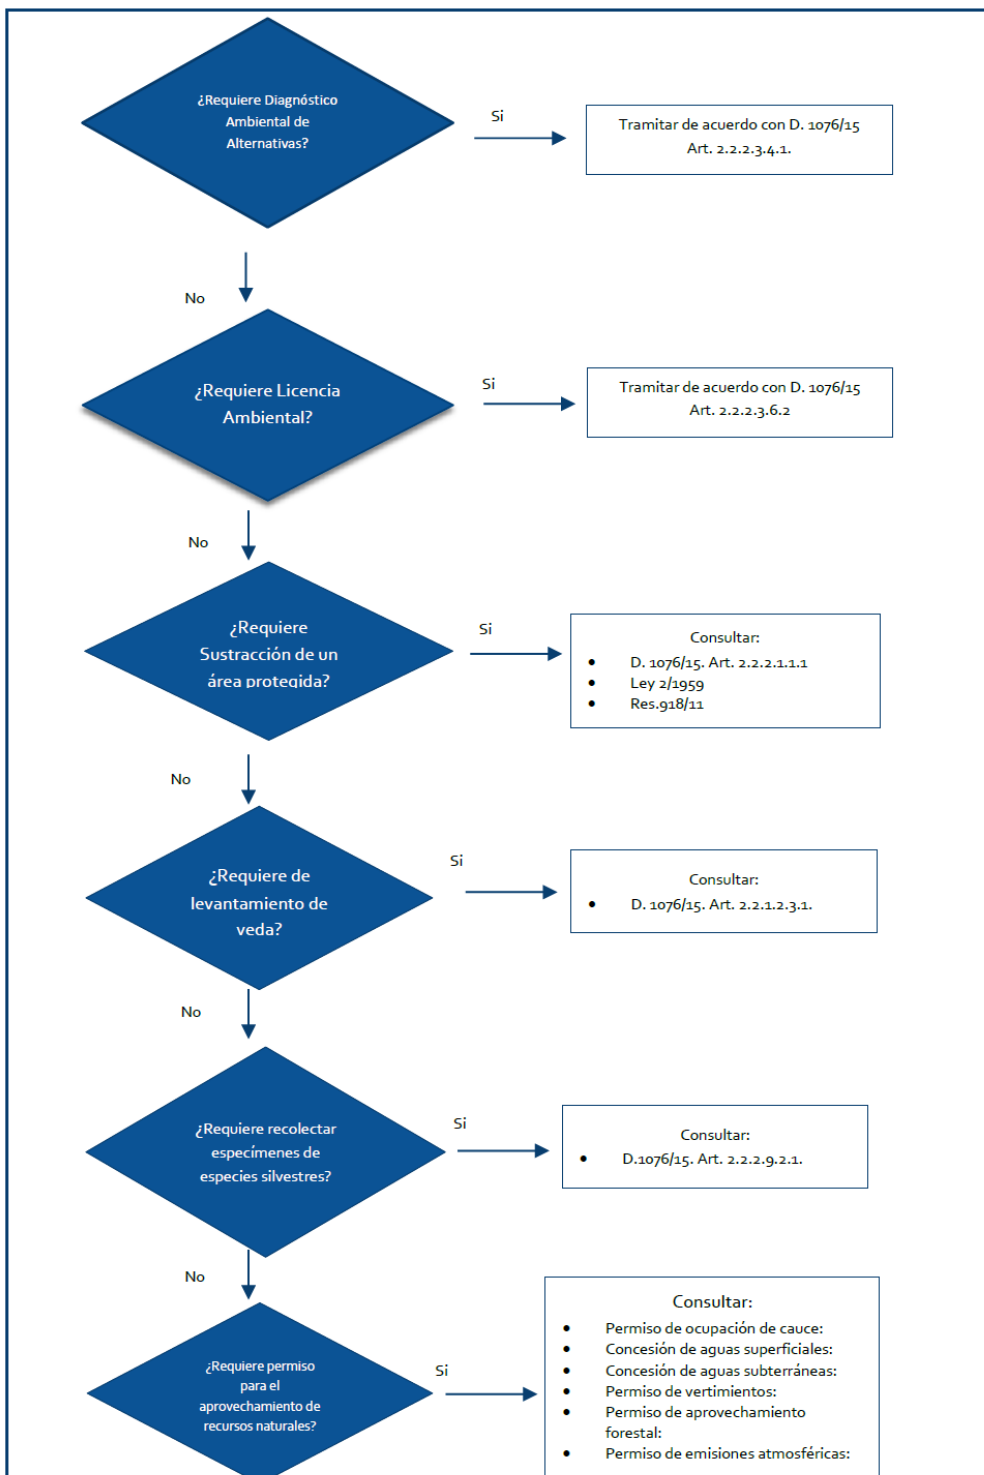 ¿Requiere Diagnóstico
Ambiental de
Alternativas?
Si
Tramitar de acuerdo con D. 1076/15
Art. 2.2.2.3.4.1.
No
¿Requiere Licencia
Ambiental?
Si
Tramitar de acuerdo con D. 1076/15
Art. 2.2.2.3.6.2
No
¿Requiere
Sustracción de un
área protegida?
Si
Consultar:
• D. 1076/15. Art. 2.2.2.1.1.1
• Ley 2/1959
• Res.918/11
No
¿Requiere de
levantamiento de
veda?
Si
Consultar:
• D. 1076/15. Art. 2.2.1.2.3.1.
No
¿Requiere recolectar
especímenes de
especies silvestres?
Si
Consultar:
• D.1076/15. Art. 2.2.2.9.2.1.
No
¿Requiere permiso
para el
aprovechamiento de
recursos naturales?
Si
Consultar:
• Permiso de ocupación de cauce:
• Concesión de aguas superficiales:
• Concesión de aguas subterráneas:
• Permiso de vertimientos:
• Permiso de aprovechamiento
forestal:
• Permiso de emisiones atmosféricas: